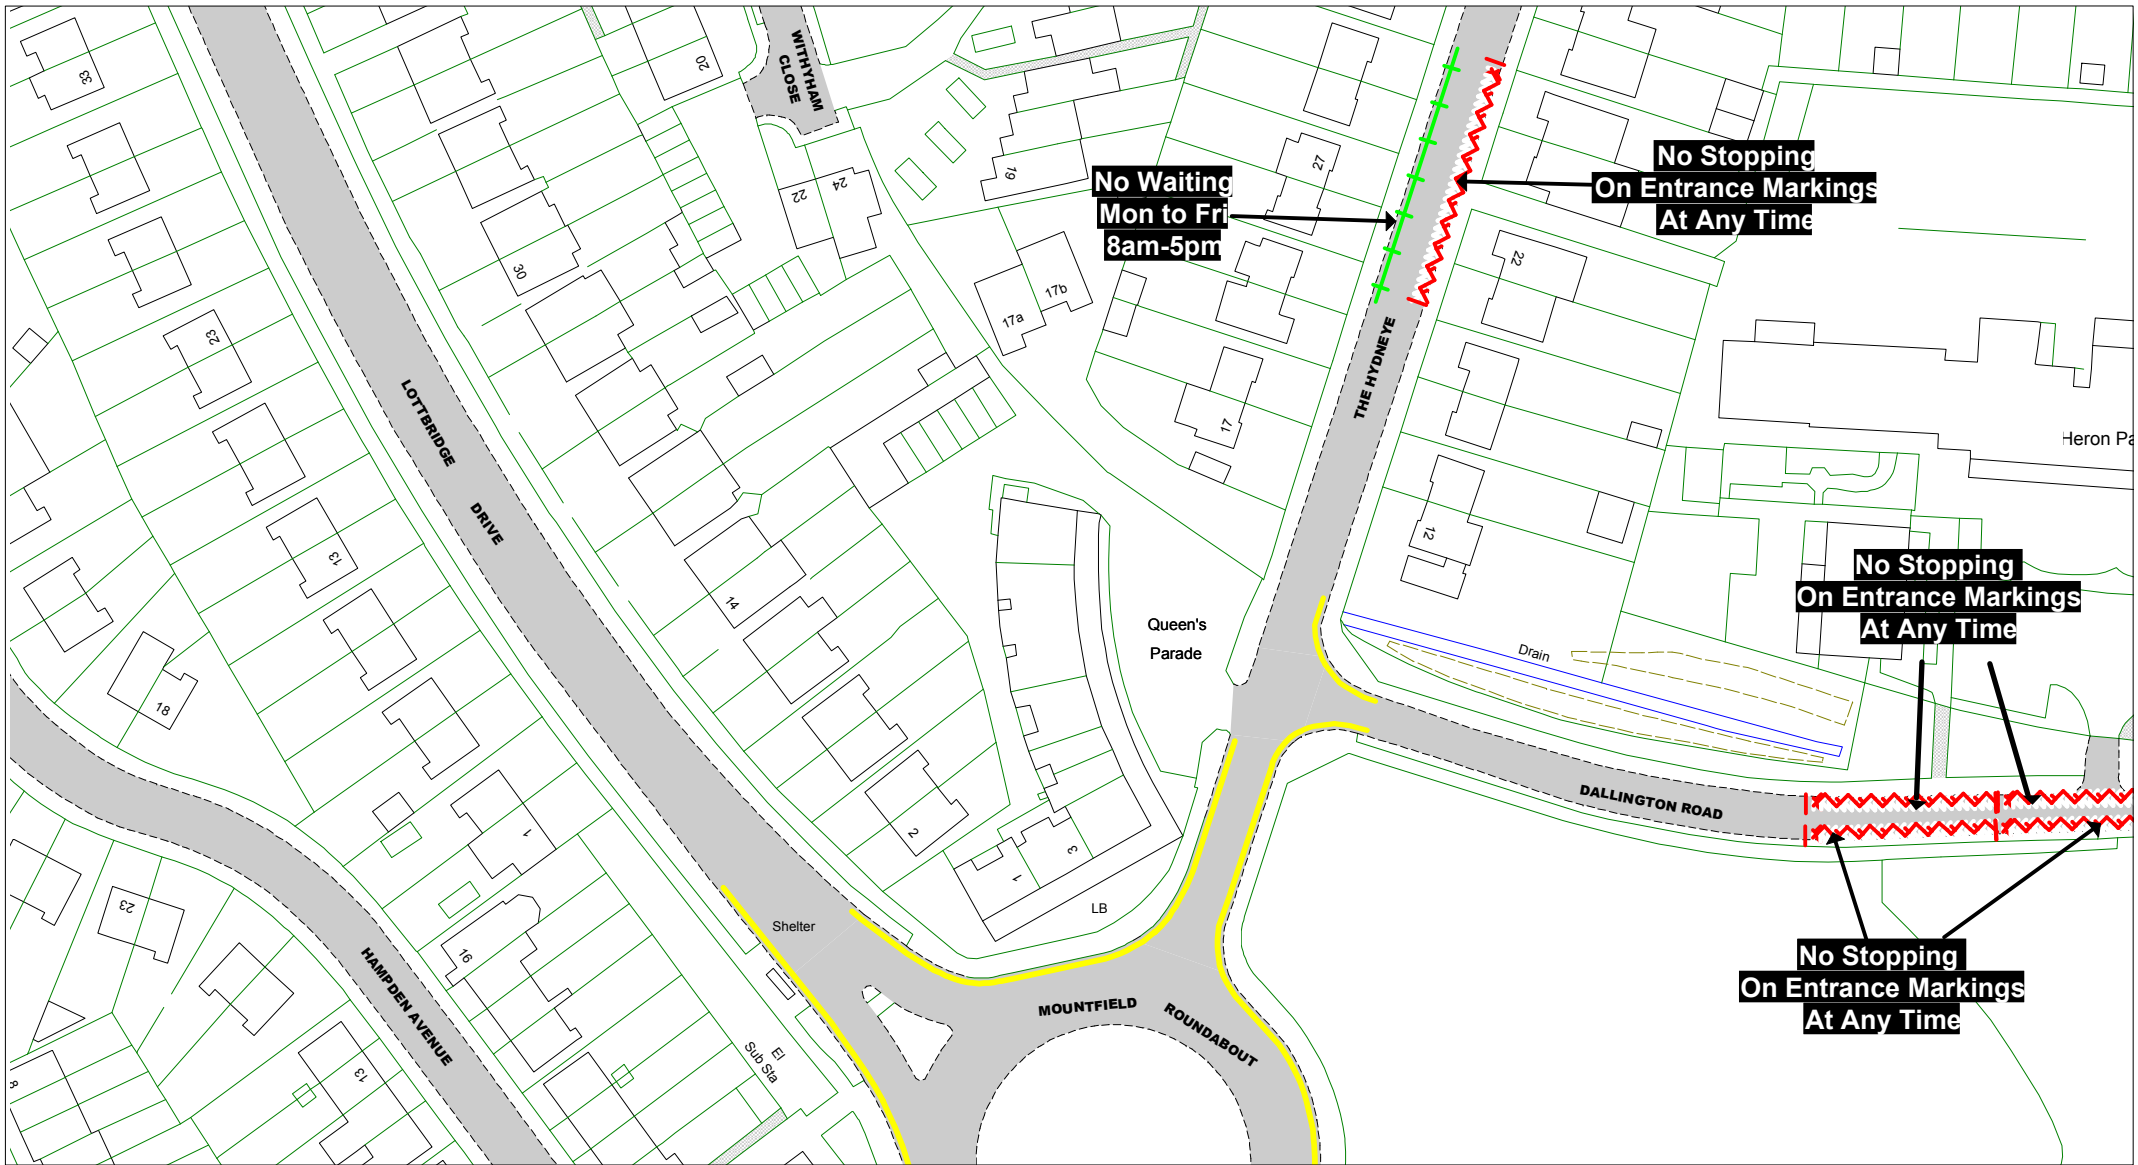 33
20
WITHYHAM
CLOSE
22
24
19
27
No Waiting
Mon to Fri
8am-5pm
No Stopping
On Entrance Markings
At Any Time
30
17a
17b
22
23
THE HYDNEYE
LOTTBRIDGE
DRIVE
17
Heron Pa
13
12
14
Queen's
Parade
Drain
No Stopping
On Entrance Markings
At Any Time
18
2
1
3
1
DALLINGTON ROAD
LB
Shelter
23
16
HAMPDEN AVENUE
MOUNTFIELD
ROUNDABOUT
No Stopping
On Entrance Markings
At Any Time
El
Sub Sta
13
8